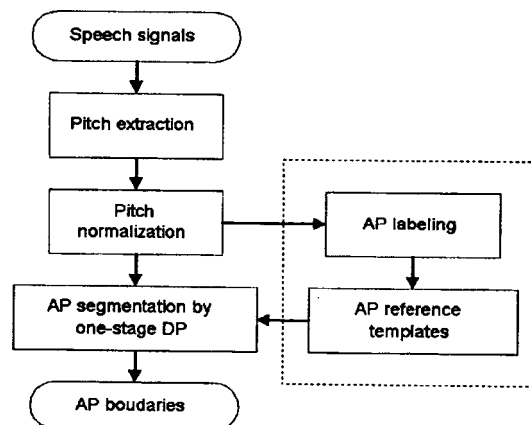 Speech signals
Pitch extraction
Pitch
normalization
AP labeling
AP segmentation by
one-stage DP
AP reference
templates
AP boudaries